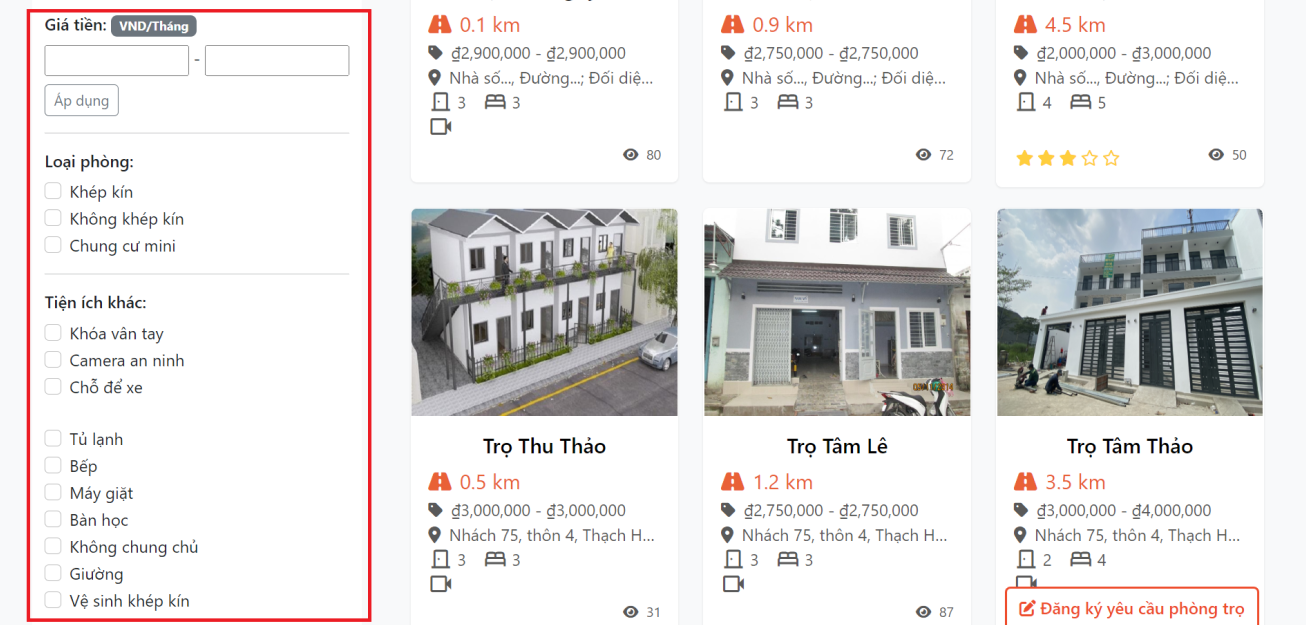 Giá tiền: VND/Tháng
-
Áp dụng
Loại phòng:
Khép kín
Không khép kín
Chung cư mini
Tiện ích khác:
Khóa vân tay
Camera an ninh
Chỗ để xe
Tủ lạnh
Bếp
Máy giặt
Bàn học
Không chung chủ
Giường
Vệ sinh khép kín
0.1 km
₫2,900,000 - ₫2,900,000
Nhà số..., Đường...; Đối diệ...
3 3
80
0.9 km
₫2,750,000 - ₫2,750,000
Nhà số..., Đường...; Đối diệ...
3 3
72
4.5 km
₫2,000,000 - ₫3,000,000
Nhà số..., Đường...; Đối diệ...
4 5
50
Trọ Thu Thảo
0.5 km
₫3,000,000 - ₫3,000,000
Nhách 75, thôn 4, Thạch H...
3 3
31
Trọ Tâm Lê
1.2 km
₫2,750,000 - ₫2,750,000
Nhách 75, thôn 4, Thạch H...
3 3
87
Trọ Tâm Thảo
4.5 km
₫3,000,000 - ₫4,000,000
Nhách 75, thôn 4, Thạch H...
2 4
Đăng ký yêu cầu phòng trọ